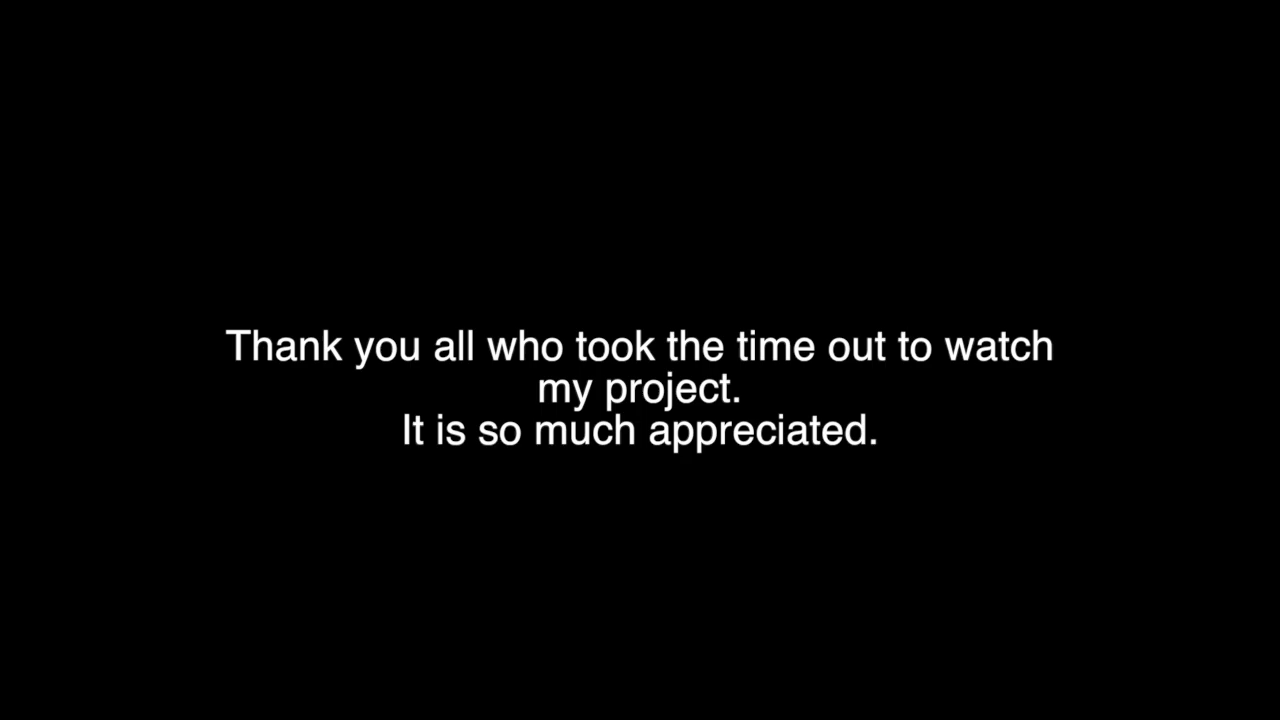 Thank you all who took the time out to watch
my project.
It is so much appreciated.